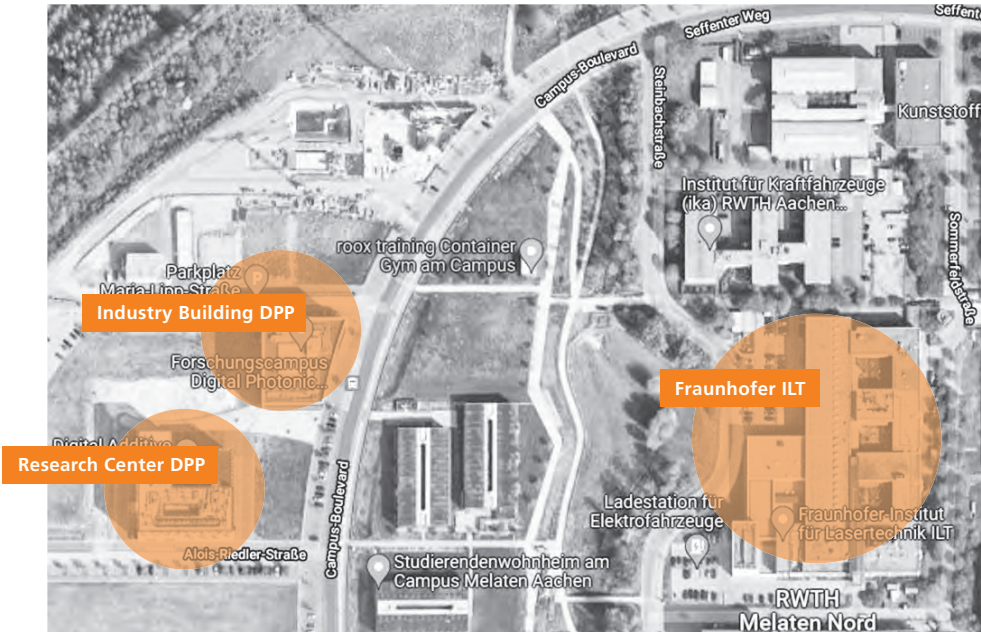 Seffenter Weg
Seffent
Campus-Boulevard
Steinbachstraße
Kunststoff
Institut für Kraftfahrzeuge
(ika) RWTH Aachen...
Sommerfeldstraße
roox training Container
Gym am Campus
Parkplatz
Maria-Lipp-Straße
P
Industry Building DPP
Forschungscampus
Digital Photonic...
Fraunhofer ILT
Digital Additive
Research Center DPP
Campus-Boulevard
Ladestation für
Elektrofahrzeuge
Fraunhofer-Institut
für Lasertechnik ILT
Alois-Riedler-Straße
Studierendenwohnheim am
Campus Melaten Aachen
RWTH
Melaten Nord